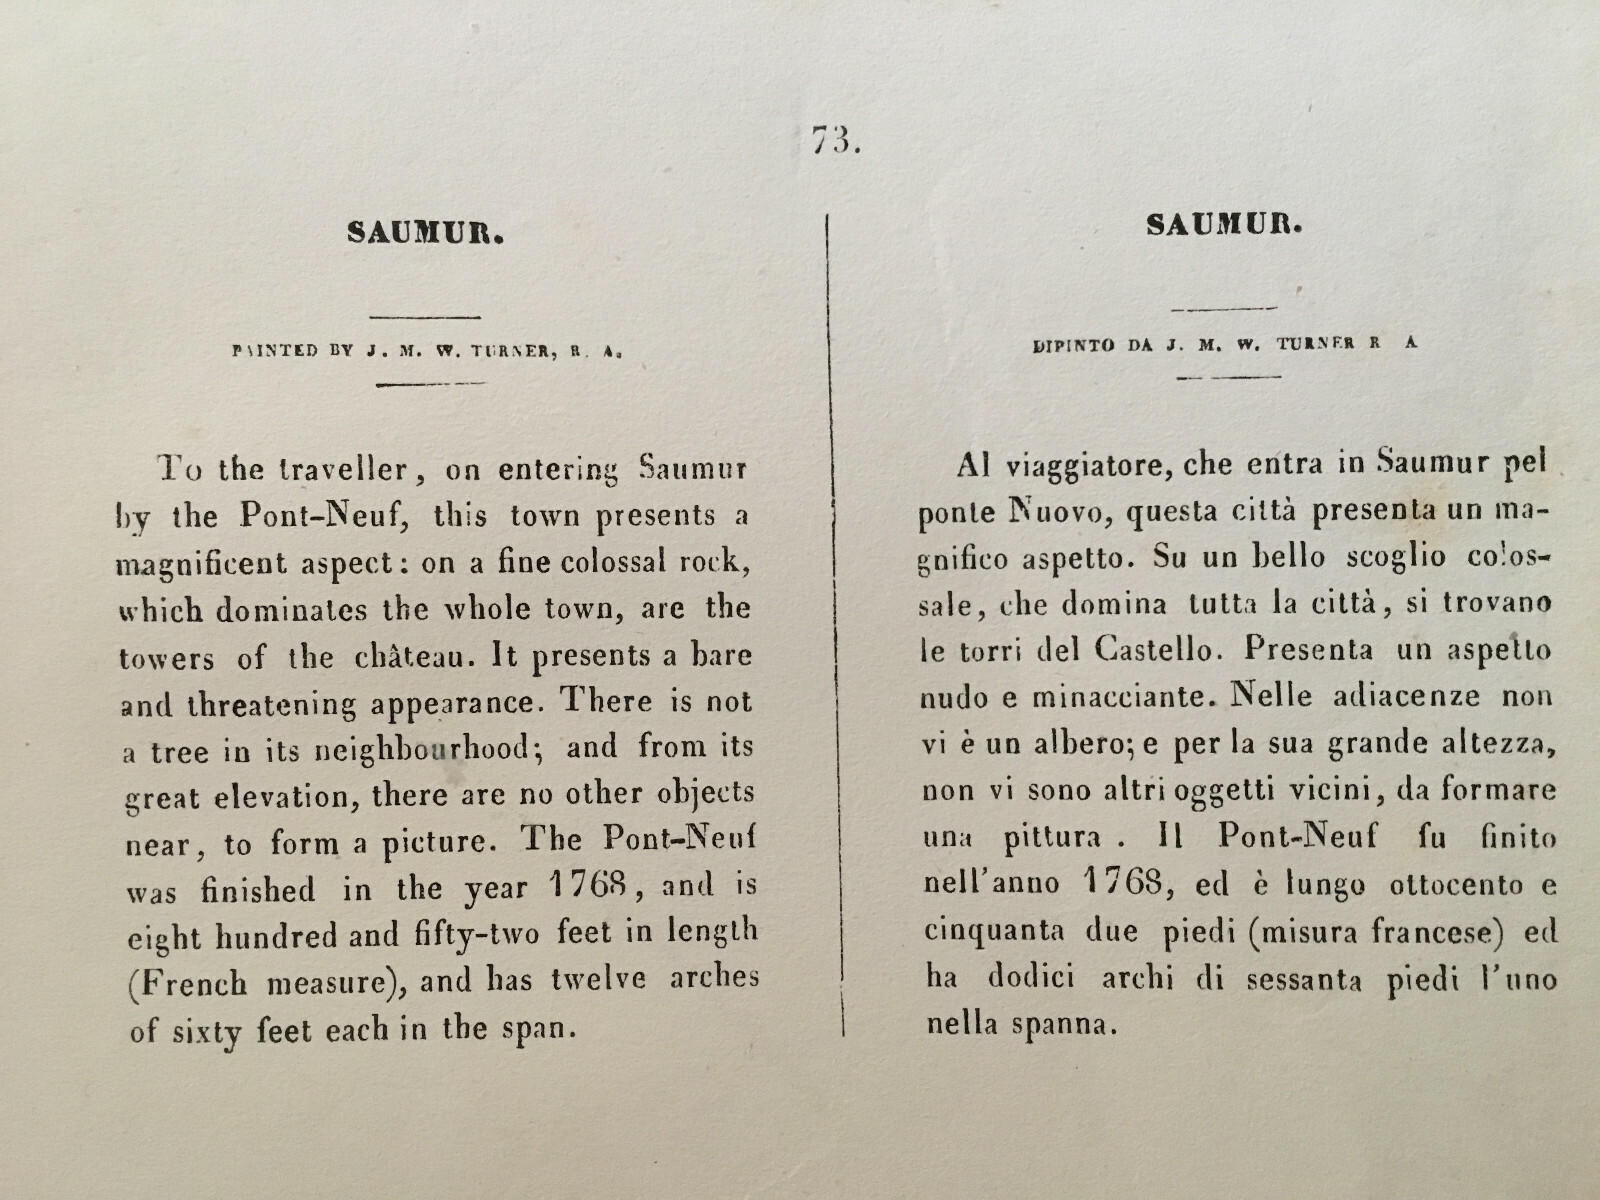 73.
SAUMUR.
PAINTED BY J. M. W. TURNER, R. A.
To the traveller, on entering Saumur
by the Pont-Neuf, this town presents a
magnificent aspect: on a fine colossal rock,
which dominates the whole town, are the
towers of the château. It presents a bare
and threatening appearance. There is not
a tree in its neighbourhood; and from its
great elevation, there are no other objects
near, to form a picture. The Pont-Neuf
was finished in the year 1768, and is
eight hundred and fifty-two feet in length
(French measure), and has twelve arches
of sixty feet each in the span.
SAUMUR.
DIPINTO DA J. M. W. TURNER R A
Al viaggiatore, che entra in Saumur pel
ponte Nuovo, questa città presenta un ma-
gnifico aspetto. Su un bello scoglio colos-
sale, che domina tutta la città, si trovano
le torri del Castello. Presenta un aspetto
nudo e minacciante. Nelle adiacenze non
vi è un albero; e per la sua grande altezza,
non vi sono altri oggetti vicini, da formare
una pittura. Il Pont-Neuf fu finito
nell'anno 1768, ed è lungo ottocento e
cinquanta due piedi (misura francese) ed
ha dodici archi di sessanta piedi l'uno
nella spanna.